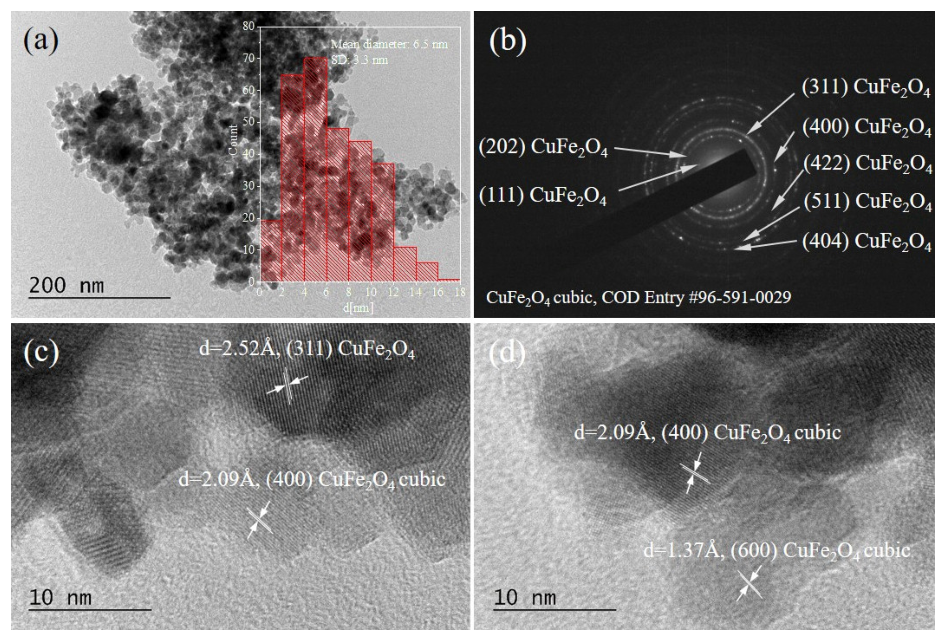 (a)
Mean diameter: 6.5 nm
SD: 3.3 nm
80
70
60
50
40
30
20
10
0
Count
0 2 4 6 8 10 12 14 16 18
d[nm]
200 nm
(b)
(311) CuFe₂O₄
(400) CuFe₂O₄
(202) CuFe₂O₄
(422) CuFe₂O₄
(111) CuFe₂O₄
(511) CuFe₂O₄
(404) CuFe₂O₄
CuFe₂O₄ cubic, COD Entry #96-591-0029
(c)
d=2.52Å, (311) CuFe₂O₄
d=2.09Å, (400) CuFe₂O₄ cubic
10 nm
(d)
d=2.09Å, (400) CuFe₂O₄ cubic
d=1.37Å, (600) CuFe₂O₄ cubic
10 nm